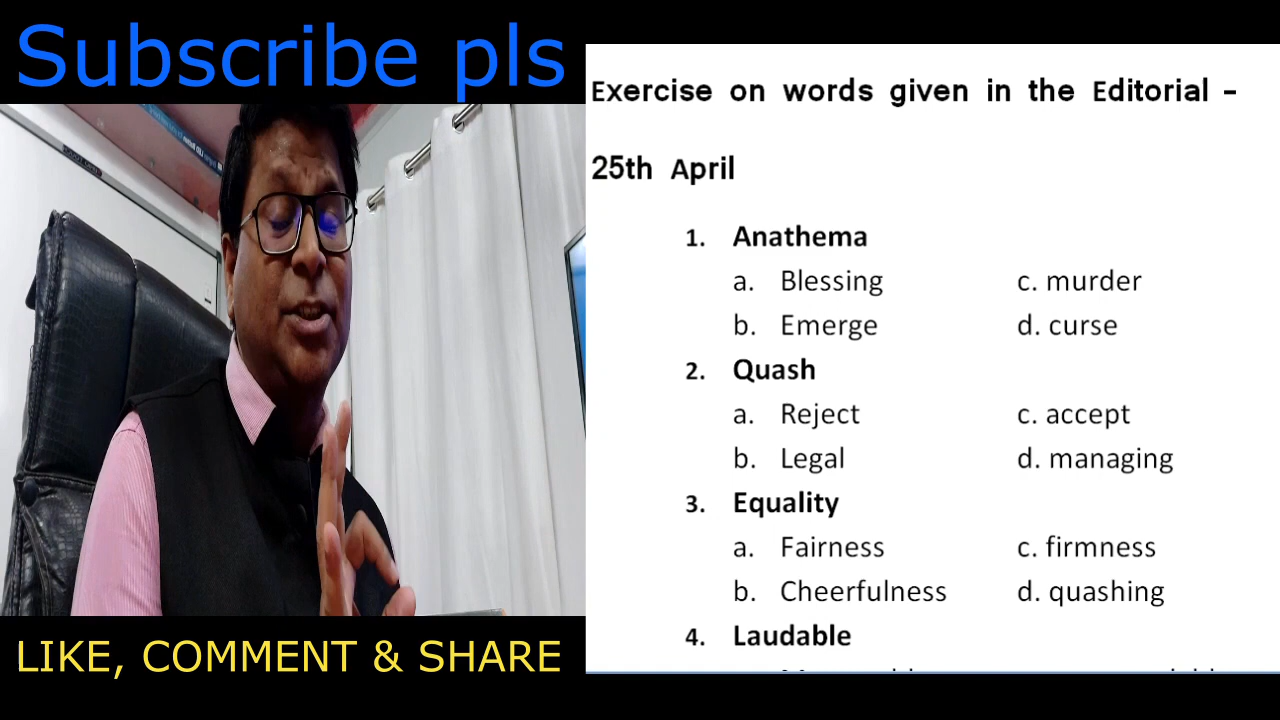 Subscribe pls
LIKE, COMMENT & SHARE
Exercise on words given in the Editorial –
25th April
1. Anathema
a. Blessing c. murder
b. Emerge d. curse
2. Quash
a. Reject c. accept
b. Legal d. managing
3. Equality
a. Fairness c. firmness
b. Cheerfulness d. quashing
4. Laudable